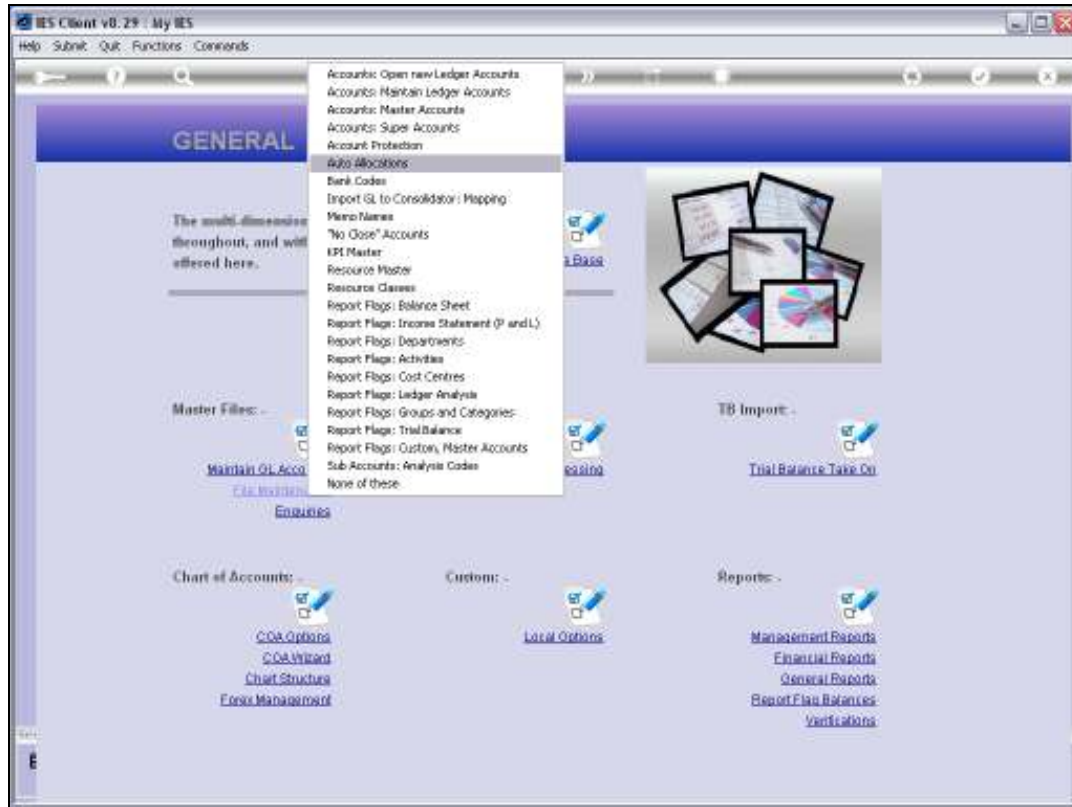 IES Client v8.29 : My IES
Help Submit Quit Functions Commands
GENERAL
Accounts: Open new Ledger Accounts
Accounts: Maintain Ledger Accounts
Accounts: Master Accounts
Accounts: Super Accounts
Account Protection
Auto Allocations
Bank Codes
Import GL to Consolidator: Mapping
Memo Names
"No Close" Accounts
KPI Master
Resource Master
Resource Classes
Report Flags: Balance Sheet
Report Flags: Income Statement (P and L)
Report Flags: Departments
Report Flags: Activities
Report Flags: Cost Centres
Report Flags: Ledger Analysis
Report Flags: Groups and Categories
Report Flags: Trial Balance
Report Flags: Custom, Master Accounts
Sub Accounts: Analysis Codes
None of these
The multi-dimension
throughout, and wit
offered here.
a Base
Master Files: -
Maintain GL Acco
File Mainten
Enquiries
essing
TB Import: -
Trial Balance Take On
Chart of Accounts: -
COA Options
COA Wizard
Chart Structure
Forex Management
Custom: -
Local Options
Reports: -
Management Reports
Financial Reports
General Reports
Report Flag Balances
Verifications